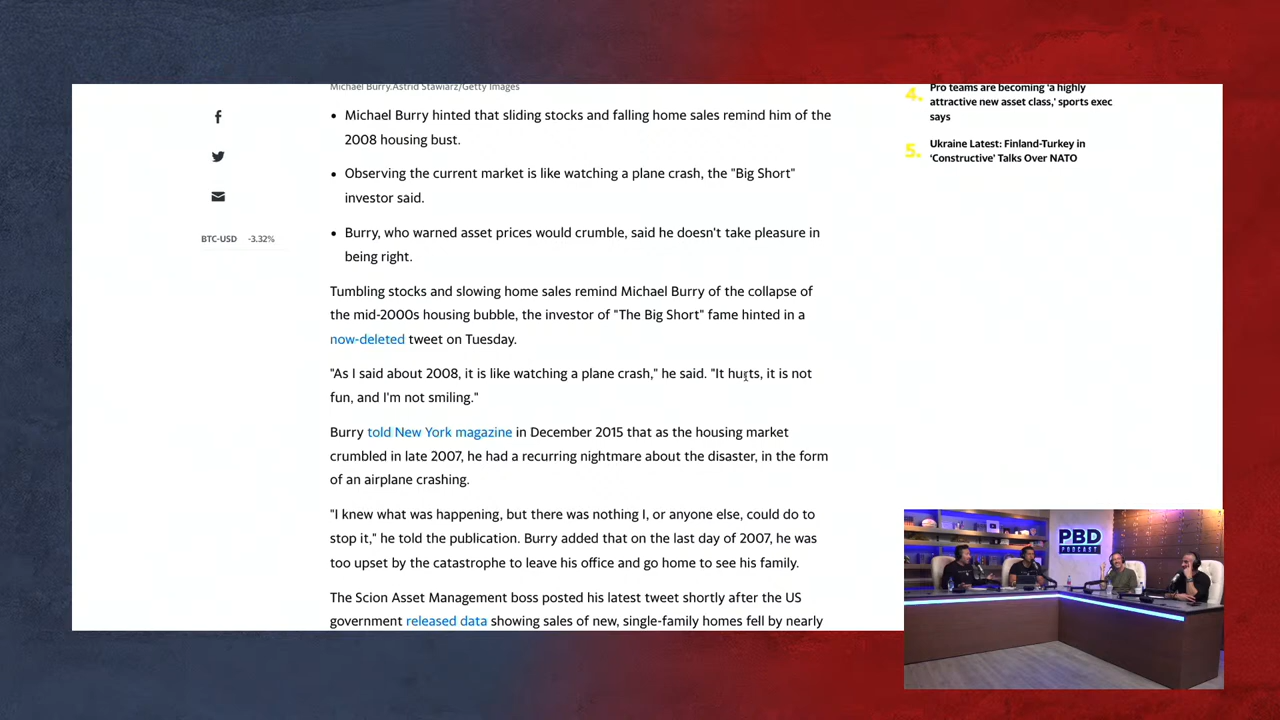 Michael Burry.Astrid Stawiarz/Getty Images
• Michael Burry hinted that sliding stocks and falling home sales remind him of the
2008 housing bust.
• Observing the current market is like watching a plane crash, the "Big Short"
investor said.
• Burry, who warned asset prices would crumble, said he doesn't take pleasure in
being right.
Tumbling stocks and slowing home sales remind Michael Burry of the collapse of
the mid-2000s housing bubble, the investor of "The Big Short" fame hinted in a
now-deleted tweet on Tuesday.
"As I said about 2008, it is like watching a plane crash," he said. "It hurts, it is not
fun, and I'm not smiling."
Burry told New York magazine in December 2015 that as the housing market
crumbled in late 2007, he had a recurring nightmare about the disaster, in the form
of an airplane crashing.
"I knew what was happening, but there was nothing I, or anyone else, could do to
stop it," he told the publication. Burry added that on the last day of 2007, he was
too upset by the catastrophe to leave his office and go home to see his family.
The Scion Asset Management boss posted his latest tweet shortly after the US
government released data showing sales of new, single-family homes fell by nearly
BTC-USD -3.32%
4. Pro teams are becoming 'a highly
attractive new asset class,' sports exec
says
5. Ukraine Latest: Finland-Turkey in
'Constructive' Talks Over NATO
PBD
PODCAST